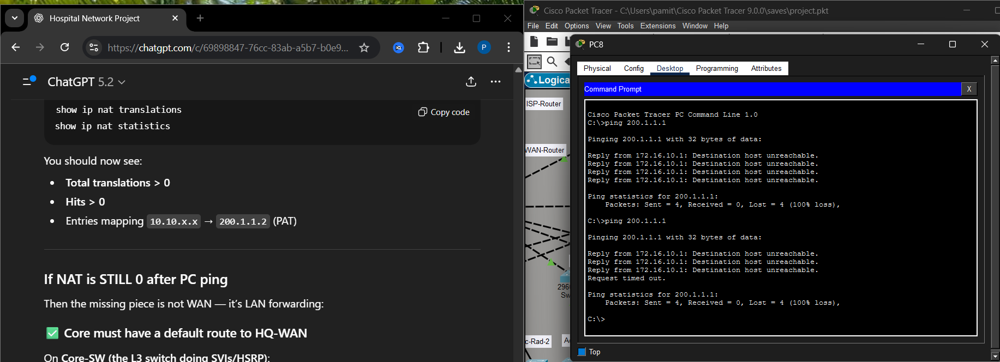 Hospital Network Project
https://chatgpt.com/c/69898847-76cc-83ab-a5b7-b0e9...
P
ChatGPT 5.2
show ip nat translations
show ip nat statistics
Copy code
You should now see:
• Total translations > 0
• Hits > 0
• Entries mapping 10.10.x.x → 200.1.1.2 (PAT)
If NAT is STILL 0 after PC ping
Then the missing piece is not WAN — it's LAN forwarding:
✅ Core must have a default route to HQ-WAN
On Core-SW (the L3 switch doing SVIs/HSRP):
Cisco Packet Tracer - C:\Users\pamit\Cisco Packet Tracer 9.0.0\saves\project.pkt
File Edit Options View Tools Extensions Window Help
Logica
ISP-Router
WAN-Router
296
Sw
c-Rad-2
PC8
Physical Config Desktop Programming Attributes
Command Prompt
X
Cisco Packet Tracer PC Command Line 1.0
C:\>ping 200.1.1.1
Pinging 200.1.1.1 with 32 bytes of data:
Reply from 172.16.10.1: Destination host unreachable.
Reply from 172.16.10.1: Destination host unreachable.
Reply from 172.16.10.1: Destination host unreachable.
Reply from 172.16.10.1: Destination host unreachable.
Ping statistics for 200.1.1.1:
Packets: Sent = 4, Received = 0, Lost = 4 (100% loss),
C:\>ping 200.1.1.1
Pinging 200.1.1.1 with 32 bytes of data:
Reply from 172.16.10.1: Destination host unreachable.
Reply from 172.16.10.1: Destination host unreachable.
Reply from 172.16.10.1: Destination host unreachable.
Request timed out.
Ping statistics for 200.1.1.1:
Packets: Sent = 4, Received = 0, Lost = 4 (100% loss),
C:\>
Top